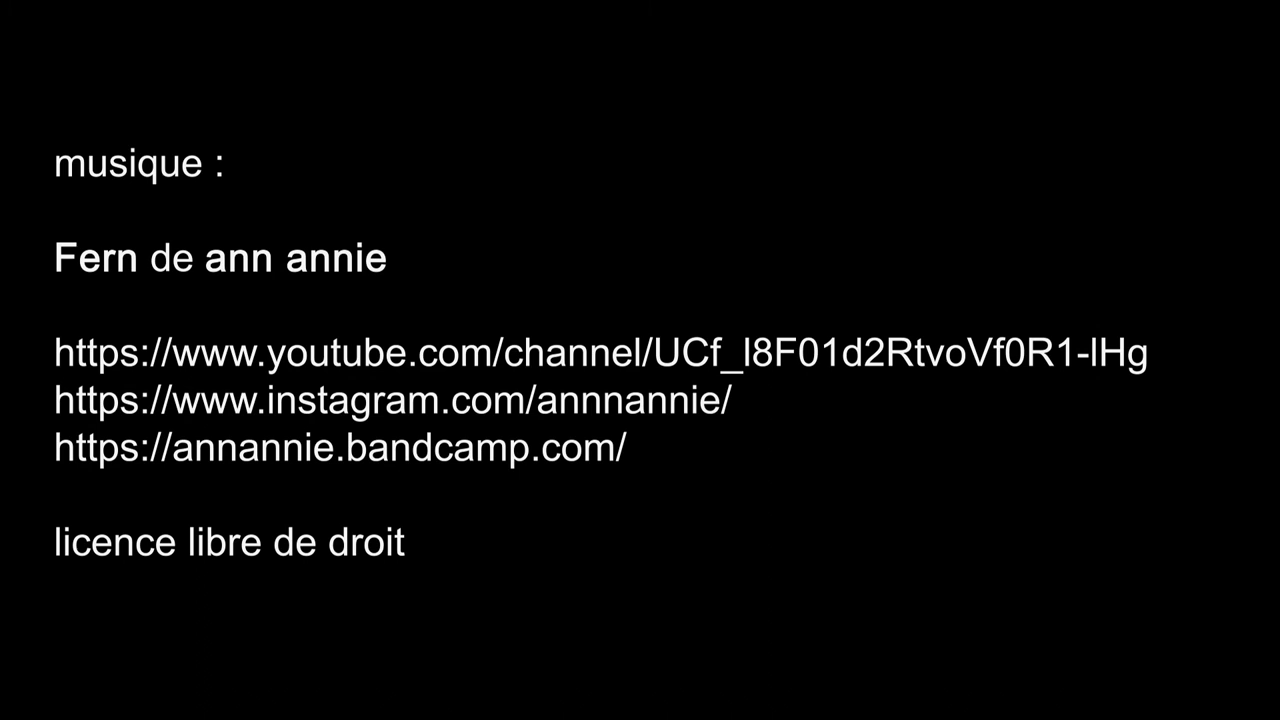 musique :
Fern de ann annie
https://www.youtube.com/channel/UCf_l8F01d2RtvoVf0R1-lHg
https://www.instagram.com/annnannie/
https://annannie.bandcamp.com/
licence libre de droit